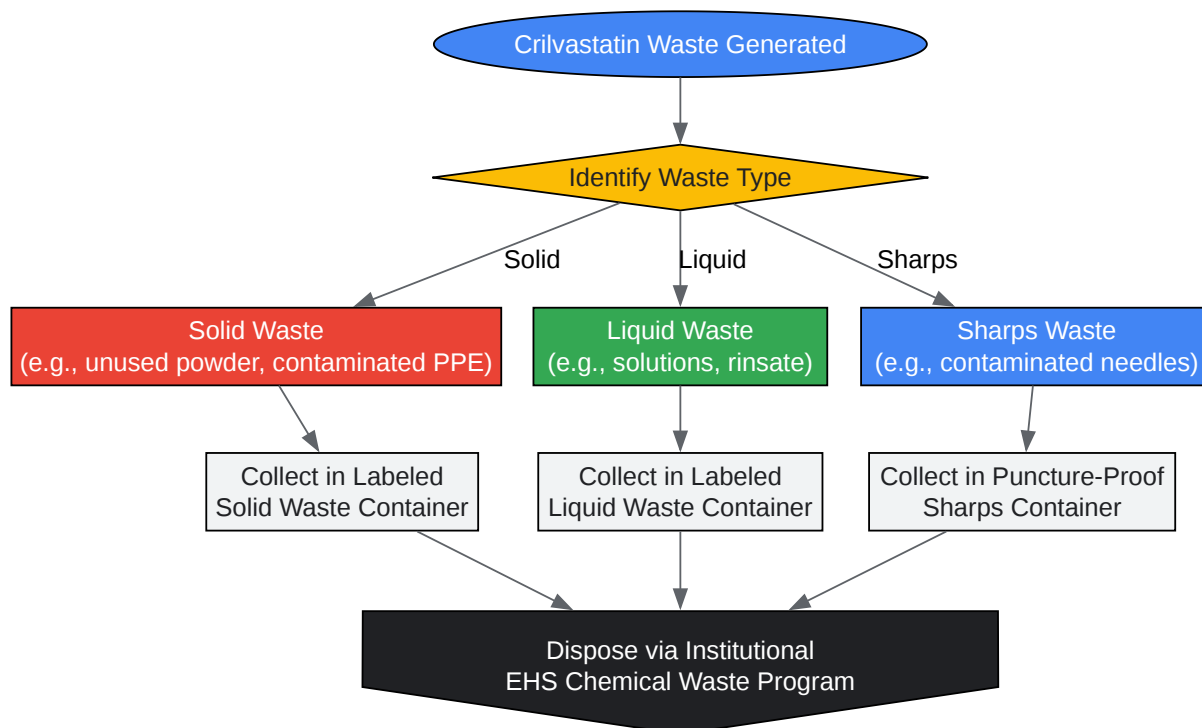 Crilvastatin Waste Generated
Identify Waste Type
Solid
Liquid
Sharps
Solid Waste
(e.g., unused powder, contaminated PPE)
Liquid Waste
(e.g., solutions, rinsate)
Sharps Waste
(e.g., contaminated needles)
Collect in Labeled
Solid Waste Container
Collect in Labeled
Liquid Waste Container
Collect in Puncture-Proof
Sharps Container
Dispose via Institutional
EHS Chemical Waste Program